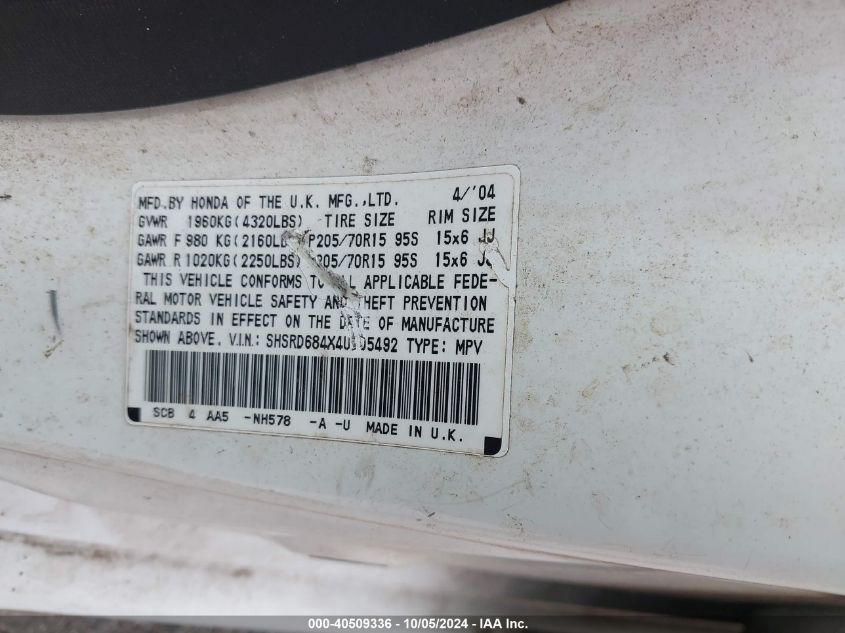 MFD.BY HONDA OF THE U.K. MFG.,LTD. 4/'04
GVWR 1960KG(4320LBS) TIRE SIZE RIM SIZE
GAWR F 980 KG(2160LB P205/70R15 95S 15x6 JJ
GAWR R 1020KG(2250LBS) 205/70R15 95S 15x6 J
THIS VEHICLE CONFORMS TO ALL APPLICABLE FEDE-
RAL MOTOR VEHICLE SAFETY AND THEFT PREVENTION
STANDARDS IN EFFECT ON THE DATE OF MANUFACTURE
SHOWN ABOVE. V.I.N.: TYPE: MPV
SCB 4 AA5 -NH578 -A -U MADE IN U.K.
000-40509336 - 10/05/2024 - IAA Inc.